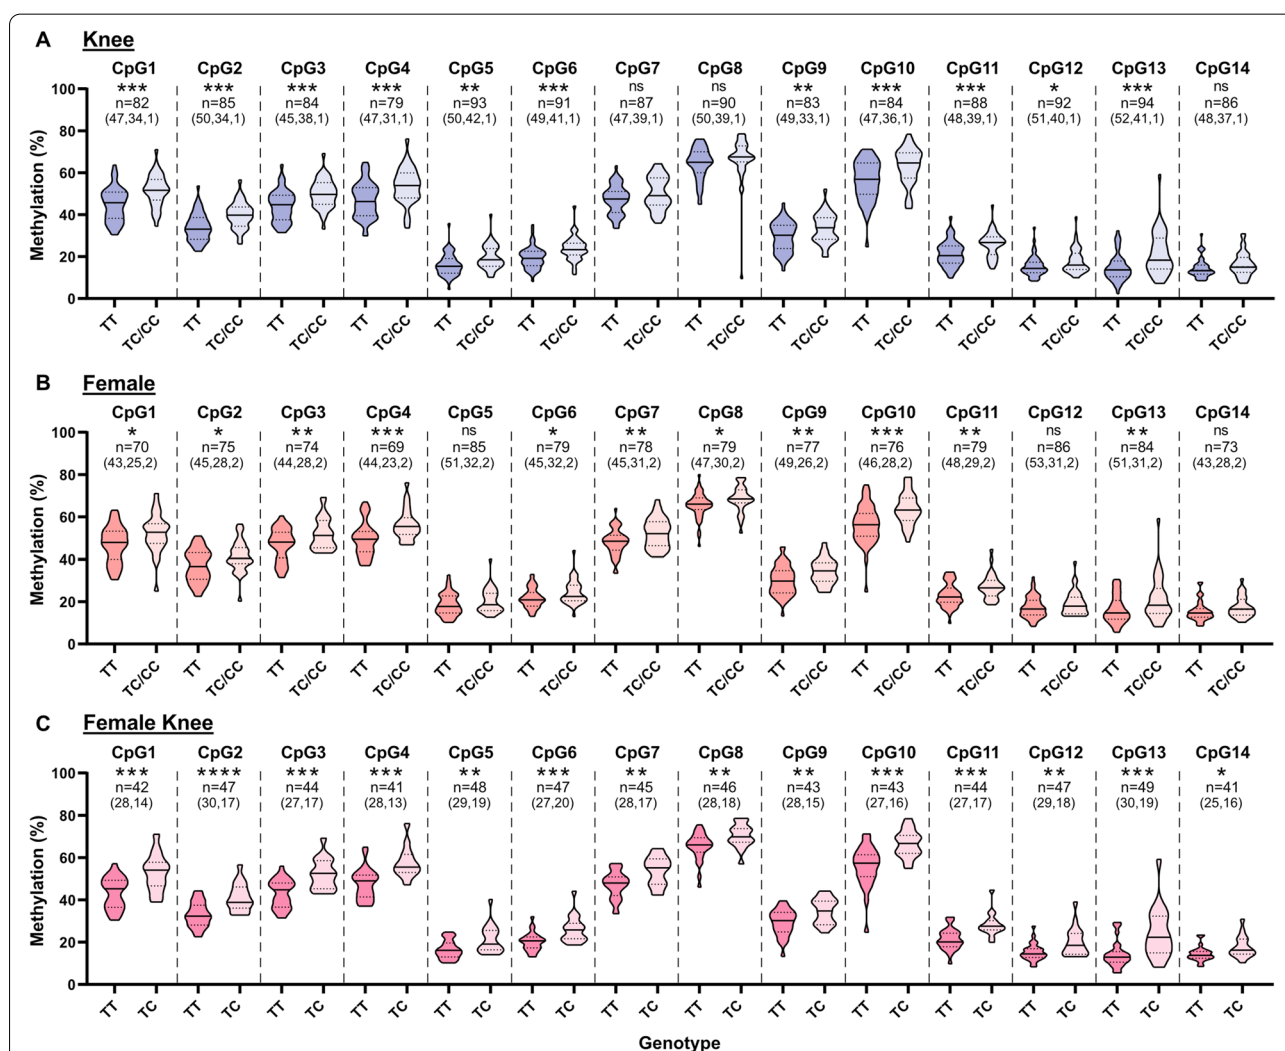 A Knee
CpG1 CpG2 CpG3 CpG4 CpG5 CpG6 CpG7 CpG8 CpG9 CpG10 CpG11 CpG12 CpG13 CpG14
*** *** *** *** ** *** ns ns ** *** *** * *** ns
n=82 n=85 n=84 n=79 n=93 n=91 n=87 n=90 n=83 n=84 n=88 n=92 n=94 n=86
(47,34,1) (50,34,1) (45,38,1) (47,31,1) (50,42,1) (49,41,1) (47,39,1) (50,39,1) (49,33,1) (47,36,1) (48,39,1) (51,40,1) (52,41,1) (48,37,1)
Methylation (%)
100
80
60
40
20
0
TT TC/CC TT TC/CC TT TC/CC TT TC/CC TT TC/CC TT TC/CC TT TC/CC TT TC/CC TT TC/CC TT TC/CC TT TC/CC TT TC/CC TT TC/CC TT TC/CC
B Female
CpG1 CpG2 CpG3 CpG4 CpG5 CpG6 CpG7 CpG8 CpG9 CpG10 CpG11 CpG12 CpG13 CpG14
* * ** *** ns * ** * ** *** ** ns ** ns
n=70 n=75 n=74 n=69 n=85 n=79 n=78 n=79 n=77 n=76 n=79 n=86 n=84 n=73
(43,25,2) (45,28,2) (44,28,2) (44,23,2) (51,32,2) (45,32,2) (45,31,2) (47,30,2) (49,26,2) (46,28,2) (48,29,2) (53,31,2) (51,31,2) (43,28,2)
Methylation (%)
100
80
60
40
20
0
TT TC/CC TT TC/CC TT TC/CC TT TC/CC TT TC/CC TT TC/CC TT TC/CC TT TC/CC TT TC/CC TT TC/CC TT TC/CC TT TC/CC TT TC/CC TT TC/CC
C Female Knee
CpG1 CpG2 CpG3 CpG4 CpG5 CpG6 CpG7 CpG8 CpG9 CpG10 CpG11 CpG12 CpG13 CpG14
*** **** *** *** ** *** ** ** ** *** *** ** *** *
n=42 n=47 n=44 n=41 n=48 n=47 n=45 n=46 n=43 n=43 n=44 n=47 n=49 n=41
(28,14) (30,17) (27,17) (28,13) (29,19) (27,20) (28,17) (28,18) (28,15) (27,16) (27,17) (29,18) (30,19) (25,16)
Methylation (%)
100
80
60
40
20
0
TT TC TT TC TT TC TT TC TT TC TT TC TT TC TT TC TT TC TT TC TT TC TT TC TT TC TT TC
Genotype